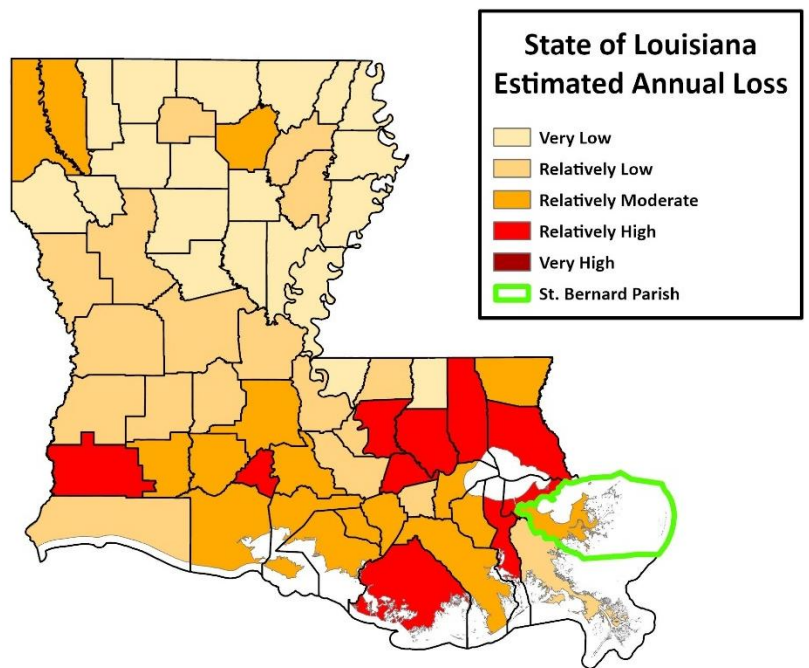 State of Louisiana
Estimated Annual Loss
Very Low
Relatively Low
Relatively Moderate
Relatively High
Very High
St. Bernard Parish